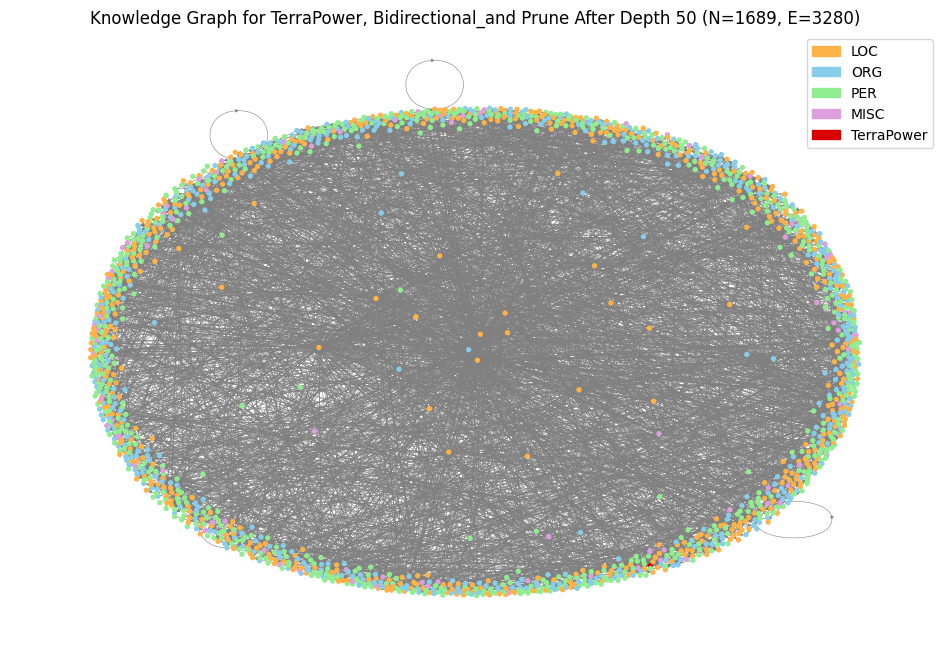 Knowledge Graph for TerraPower, Bidirectional_and Prune After Depth 50 (N=1689, E=3280)
LOC
ORG
PER
MISC
TerraPower